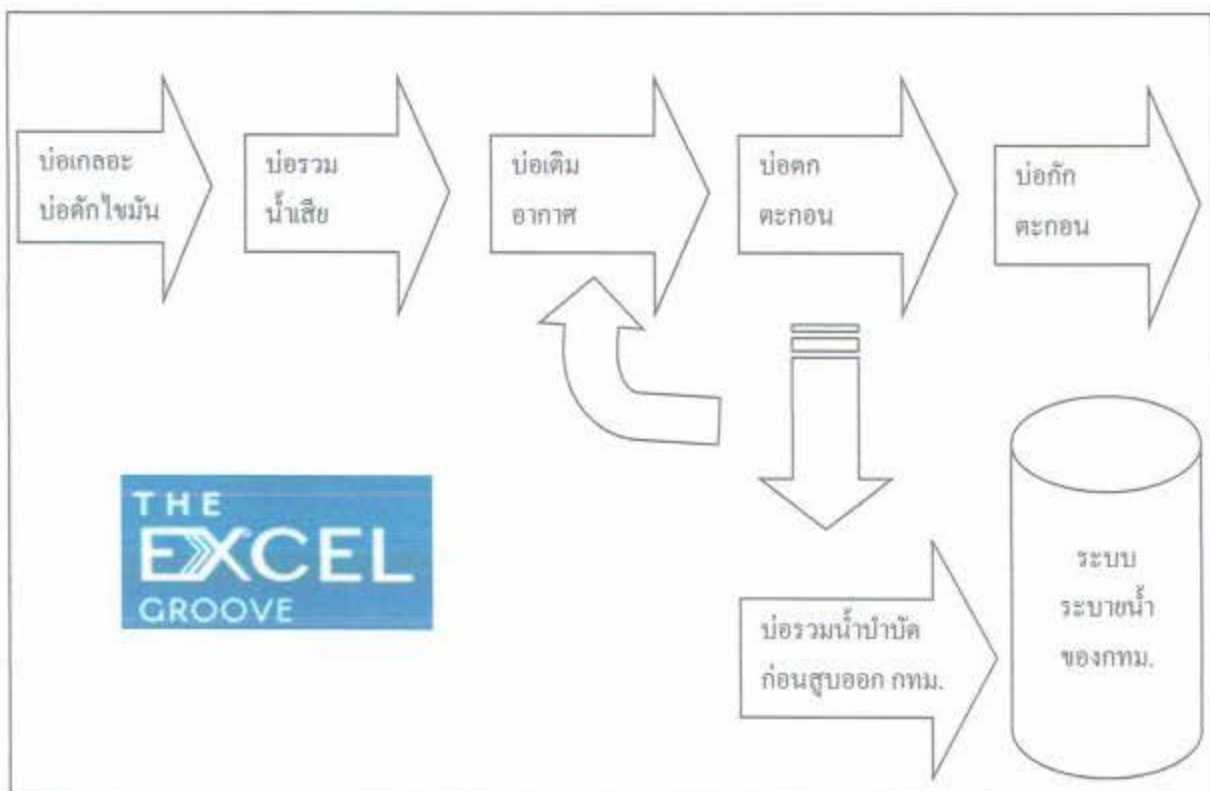 บ่อเกลอะ
บ่อดักไขมัน
บ่อรวม
น้ำเสีย
บ่อเติม
อากาศ
บ่อตก
ตะกอน
บ่อกัก
ตะกอน
THE
EXCEL
GROOVE
บ่อรวมน้ำบำบัด
ก่อนสูบออก กทม.
ระบบ
ระบายน้ำ
ของกทม.